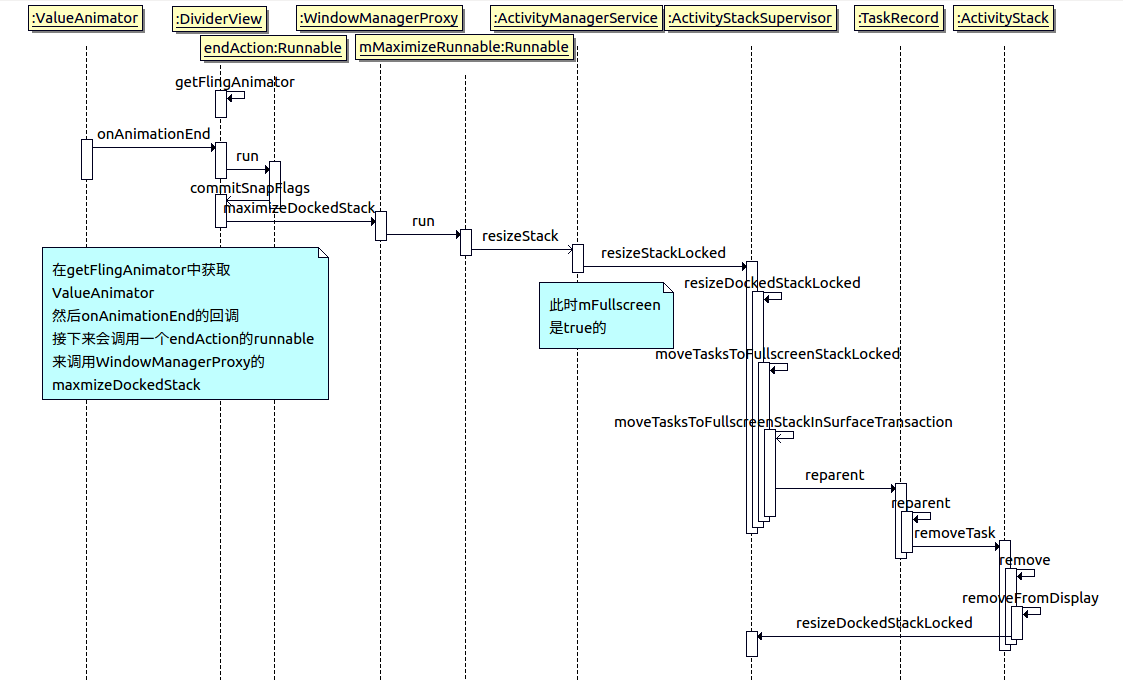 :ValueAnimator
:DividerView
:WindowManagerProxy
:ActivityManagerService
:ActivityStackSupervisor
:TaskRecord
:ActivityStack
endAction:Runnable
mMaximizeRunnable:Runnable
getFlingAnimator
onAnimationEnd
run
commitSnapFlags
maximizeDockedStack
run
resizeStack
resizeStackLocked
在getFlingAnimator中获取
ValueAnimator
然后onAnimationEnd的回调
接下来会调用一个endAction的runnable
来调用WindowManagerProxy的
maxmizeDockedStack
此时mFullscreen
是true的
resizeDockedStackLocked
moveTasksToFullscreenStackLocked
moveTasksToFullscreenStackInSurfaceTransaction
reparent
reparent
removeTask
remove
removeFromDisplay
resizeDockedStackLocked